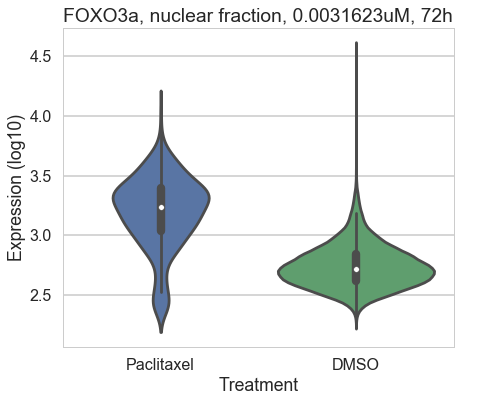 FOXO3a, nuclear fraction, 0.0031623uM, 72h
4.5
4.0
3.5
3.0
2.5
Expression (log10)
Paclitaxel DMSO
Treatment